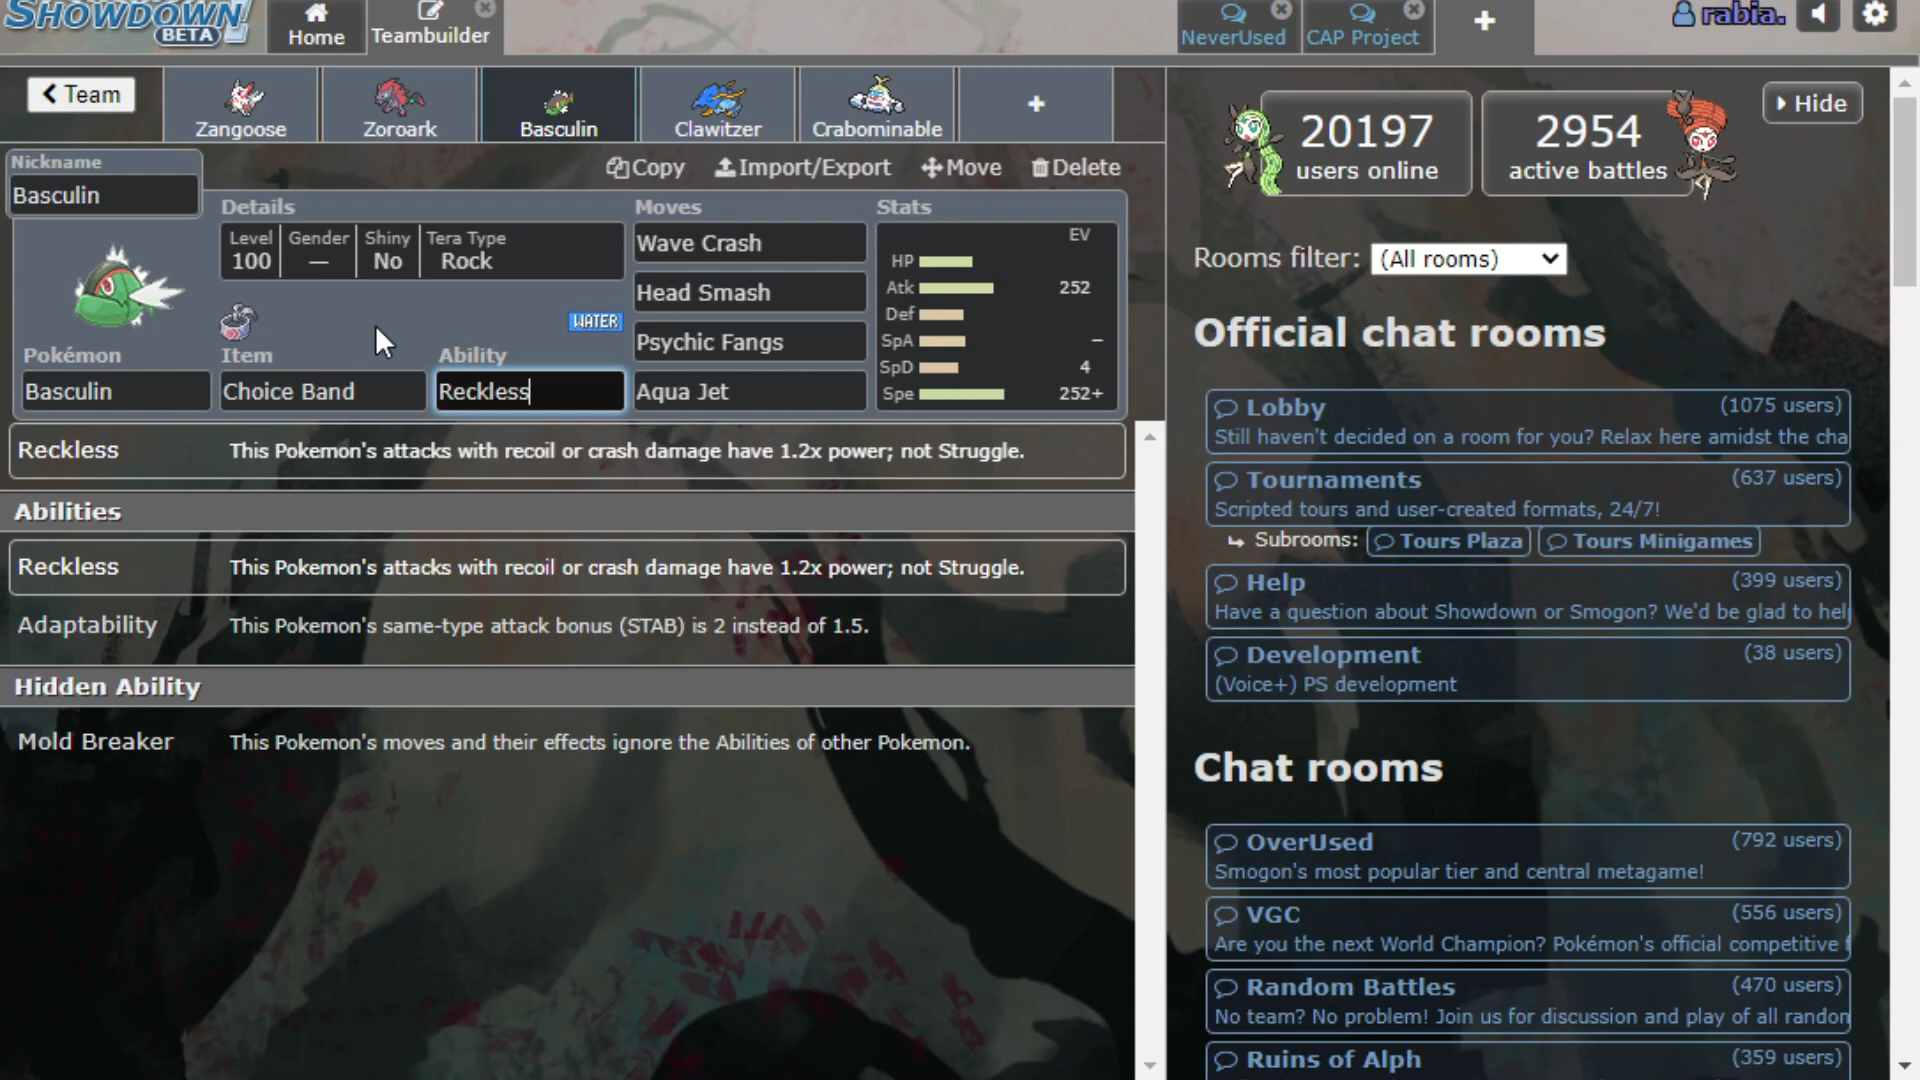 SHOWDOWN
BETA
Home
Teambuilder
NeverUsed
CAP Project
rabia.
Team
Zangoose
Zoroark
Basculin
Clawitzer
Crabominable
Nickname
Basculin
Copy
Import/Export
Move
Delete
Details
Level
Gender
Shiny
Tera Type
100
—
No
Rock
WATER
Pokémon
Item
Ability
Basculin
Choice Band
Reckless
Moves
Wave Crash
Head Smash
Psychic Fangs
Aqua Jet
Stats
EV
HP
Atk 252
Def
SpA –
SpD 4
Spe 252+
Reckless This Pokemon's attacks with recoil or crash damage have 1.2x power; not Struggle.
Abilities
Reckless This Pokemon's attacks with recoil or crash damage have 1.2x power; not Struggle.
Adaptability This Pokemon's same-type attack bonus (STAB) is 2 instead of 1.5.
Hidden Ability
Mold Breaker This Pokemon's moves and their effects ignore the Abilities of other Pokemon.
20197
users online
2954
active battles
Hide
Rooms filter: (All rooms)
Official chat rooms
Lobby (1075 users)
Still haven't decided on a room for you? Relax here amidst the cha
Tournaments (637 users)
Scripted tours and user-created formats, 24/7!
Subrooms: Tours Plaza Tours Minigames
Help (399 users)
Have a question about Showdown or Smogon? We'd be glad to hel
Development (38 users)
(Voice+) PS development
Chat rooms
OverUsed (792 users)
Smogon's most popular tier and central metagame!
VGC (556 users)
Are you the next World Champion? Pokémon's official competitive
Random Battles (470 users)
No team? No problem! Join us for discussion and play of all randon
Ruins of Alph (359 users)